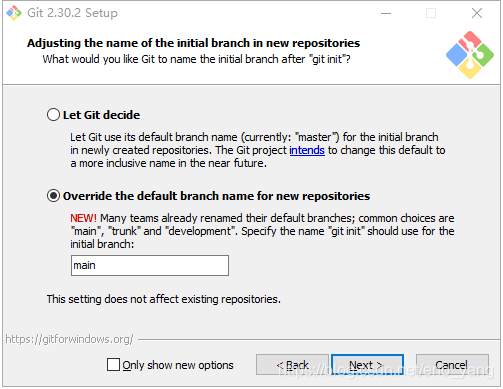 Git 2.30.2 Setup
Adjusting the name of the initial branch in new repositories
What would you like Git to name the initial branch after "git init"?
Let Git decide
Let Git use its default branch name (currently: "master") for the initial branch
in newly created repositories. The Git project intends to change this default to
a more inclusive name in the near future.
Override the default branch name for new repositories
NEW! Many teams already renamed their default branches; common choices are
"main", "trunk" and "development". Specify the name "git init" should use for the
initial branch:
main
This setting does not affect existing repositories.
https://gitforwindows.org/
Only show new options
< Back
Next >
Cancel